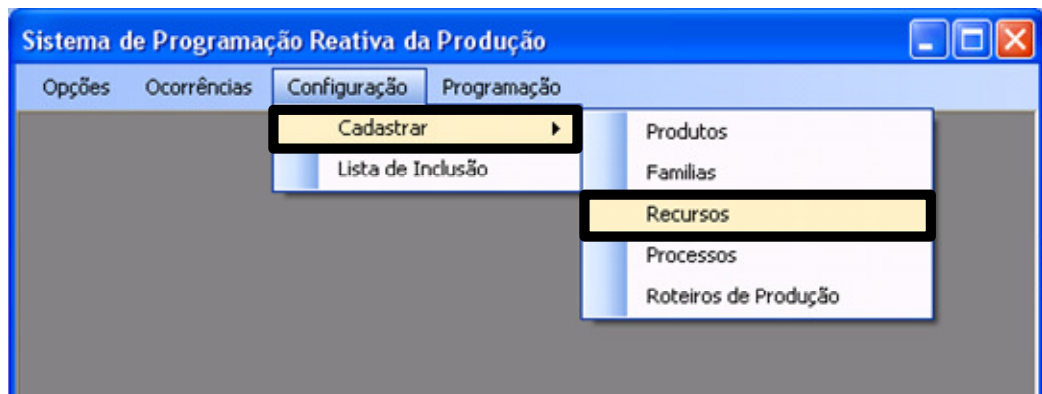 Sistema de Programação Reativa da Produção
Opções Ocorrências Configuração Programação
Cadastrar
Lista de Inclusão
Produtos
Familias
Recursos
Processos
Roteiros de Produção